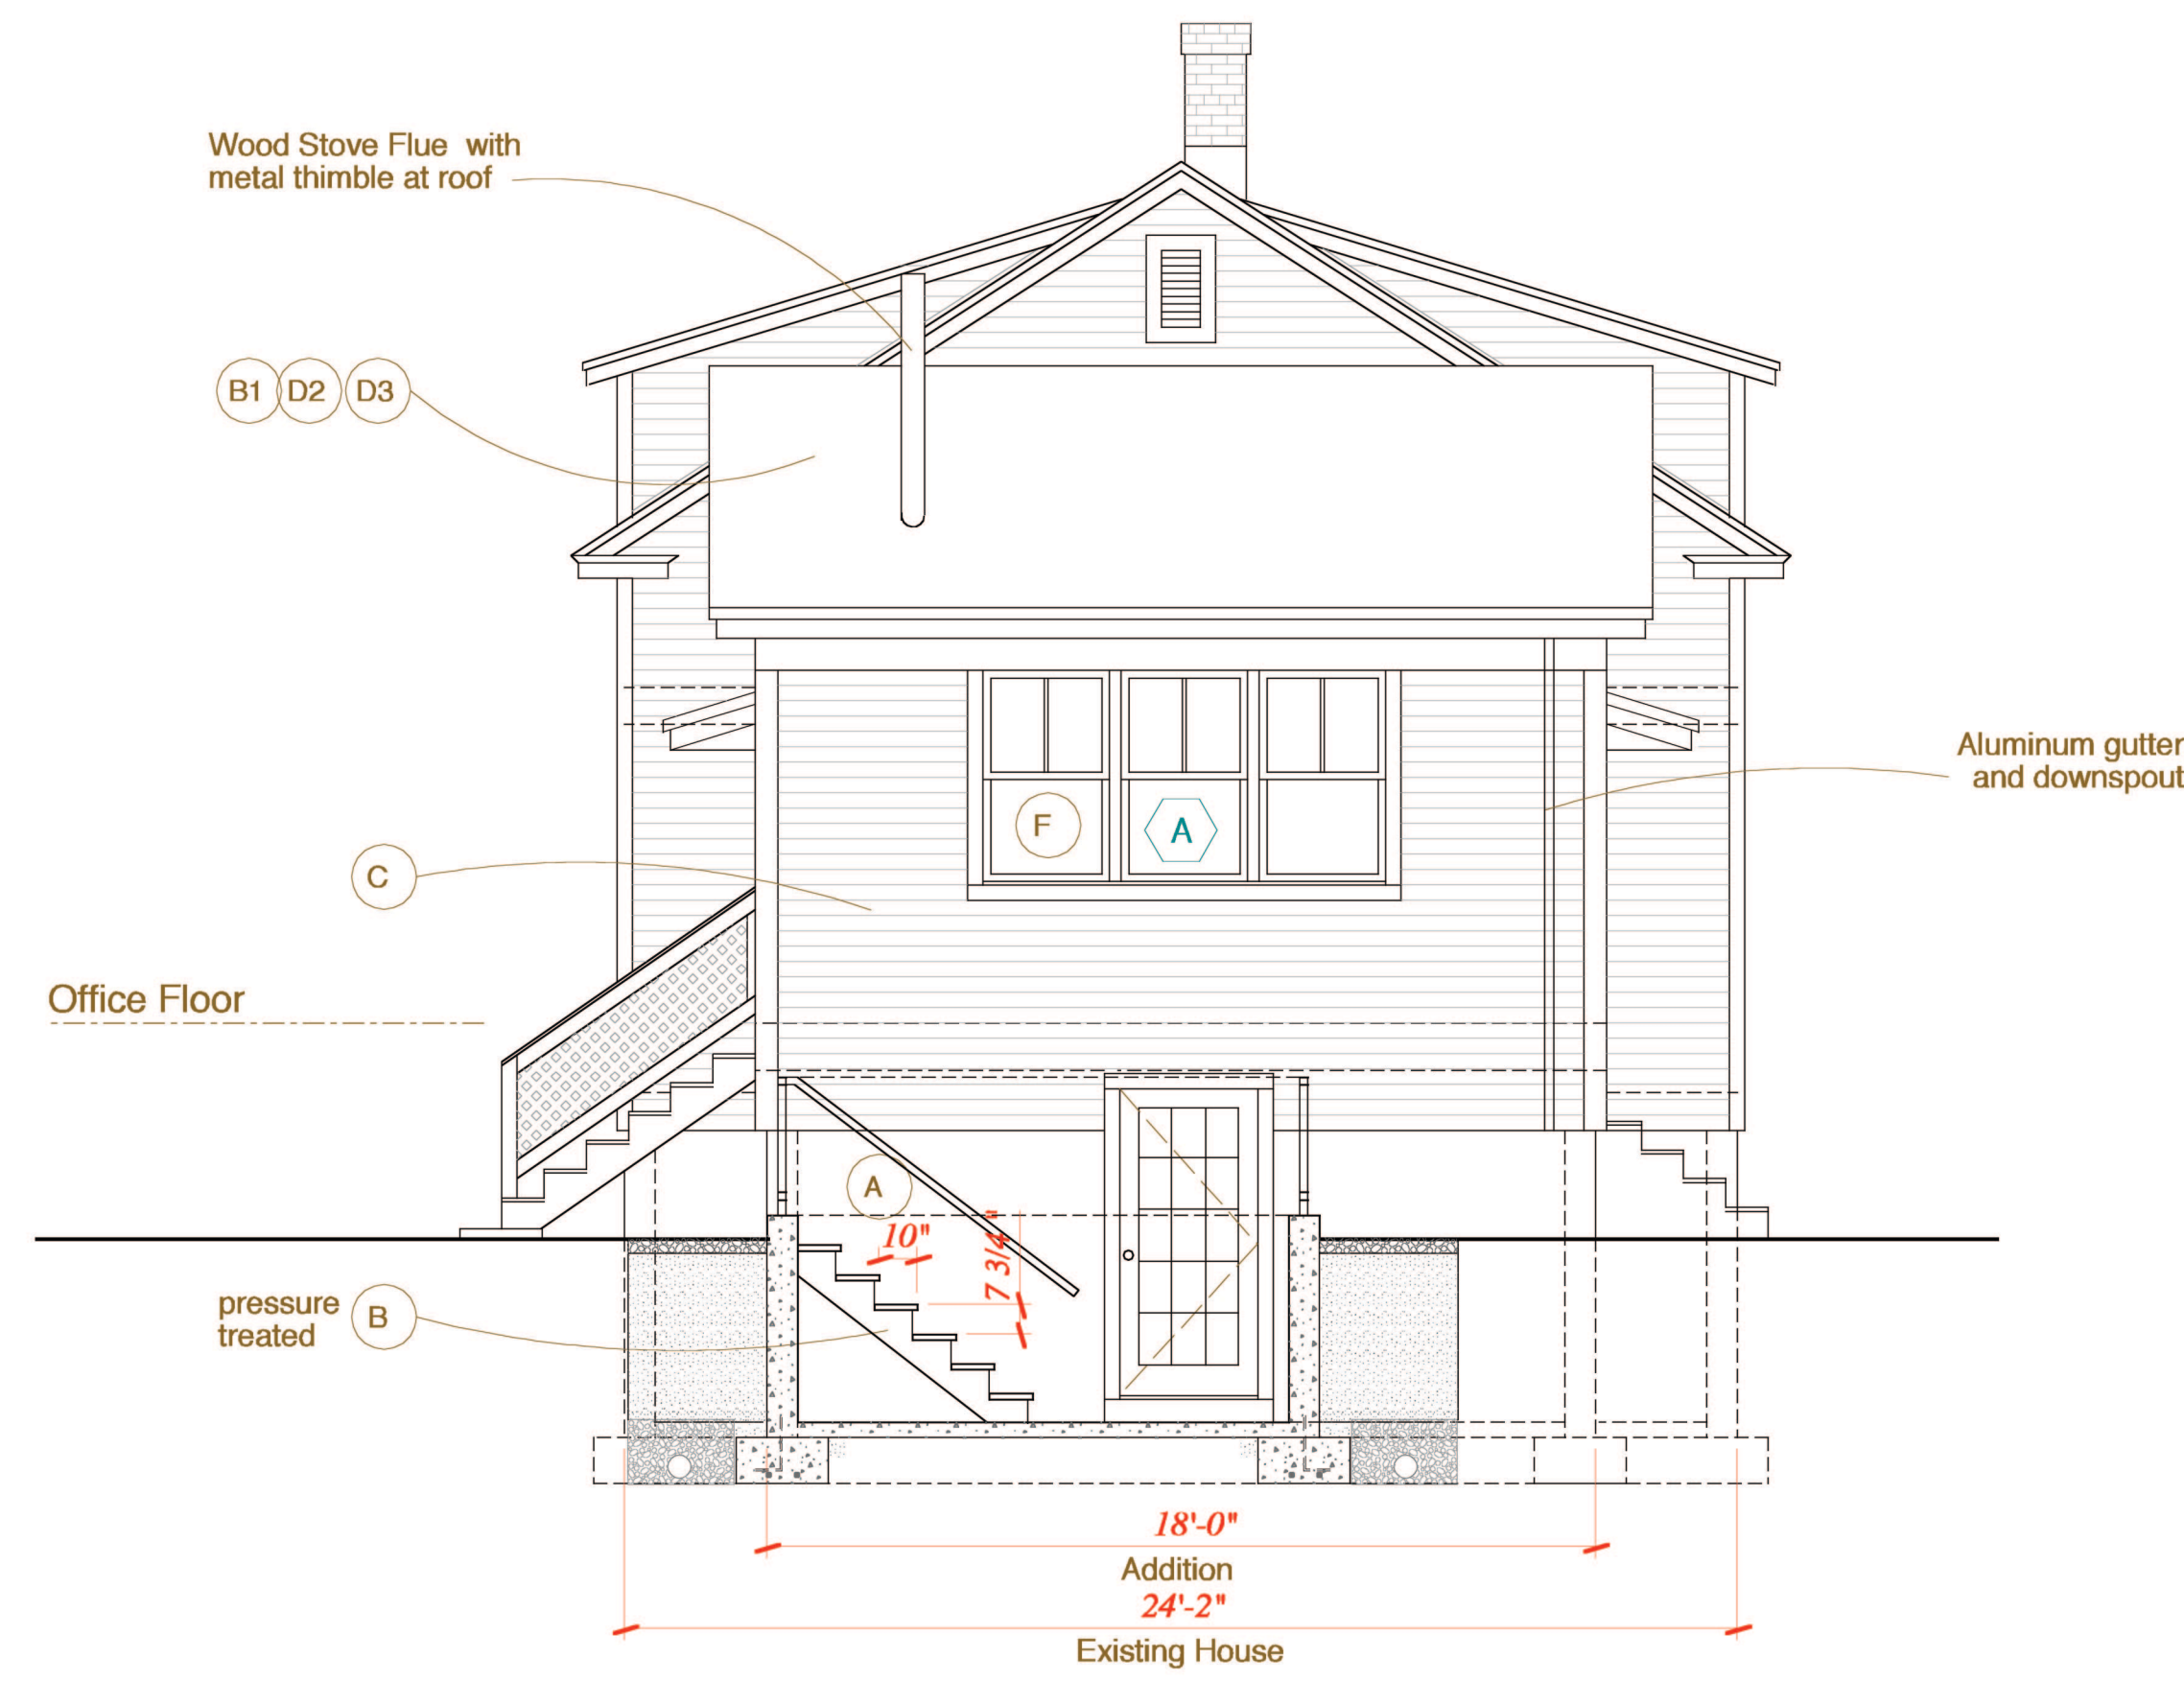 Wood Stove Flue with
metal thimble at roof
B1 D2 D3
Aluminum gutter
and downspout
F
A
C
Office Floor
A
10"
7 3/4"
pressure
treated
B
18'-0"
Addition
24'-2"
Existing House